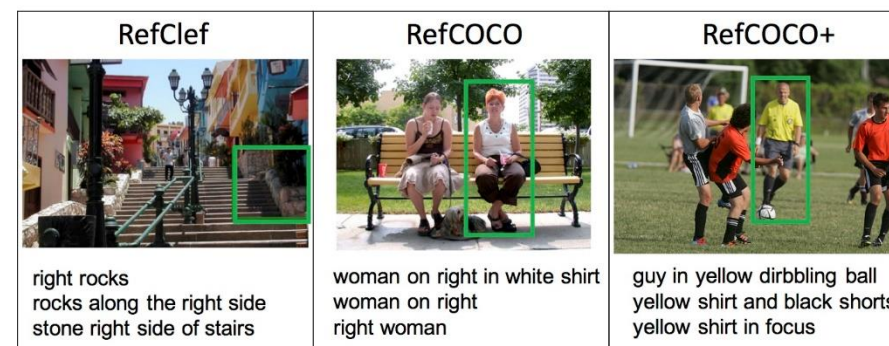 RefClef
RefCOCO
RefCOCO+
right rocks
rocks along the right side
stone right side of stairs
woman on right in white shirt
woman on right
right woman
guy in yellow dirbbling ball
yellow shirt and black shorts
yellow shirt in focus